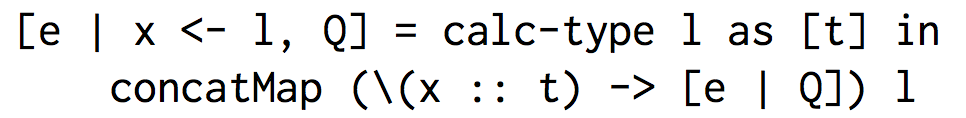 [e | x <- l, Q] = calc-type l as [t] in
concatMap (\(x :: t) -> [e | Q]) l